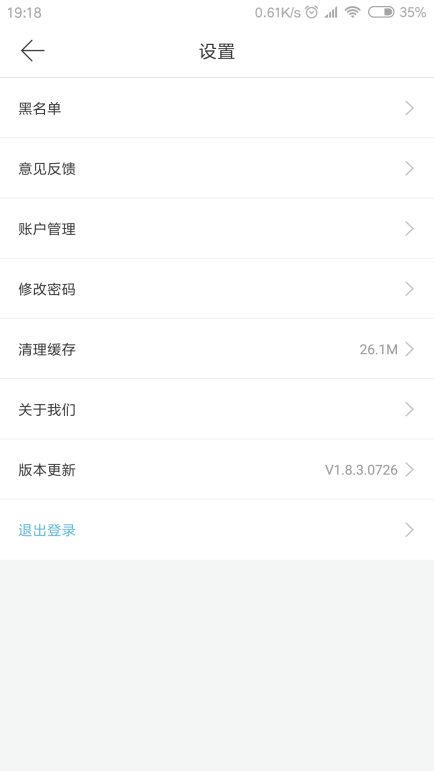 19:18 0.61K/s 35%
设置
黑名单
意见反馈
账户管理
修改密码
清理缓存 26.1M
关于我们
版本更新 V1.8.3.0726
退出登录